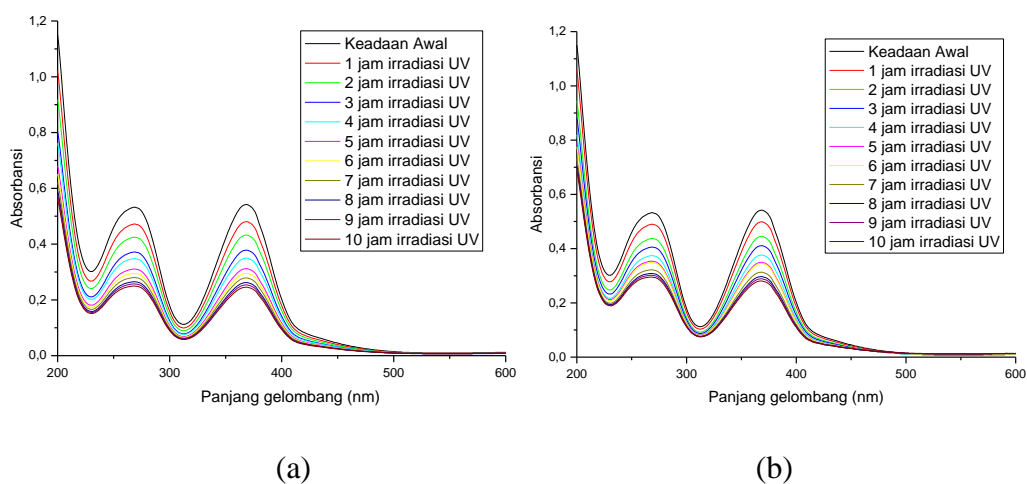 1,2
1,0
0,8
0,6
0,4
0,2
0,0
Absorbansi
200
300
400
500
600
Panjang gelombang (nm)
Keadaan Awal
1 jam irradiasi UV
2 jam irradiasi UV
3 jam irradiasi UV
4 jam irradiasi UV
5 jam irradiasi UV
6 jam irradiasi UV
7 jam irradiasi UV
8 jam irradiasi UV
9 jam irradiasi UV
10 jam irradiasi UV
(a)
1,2
1,0
0,8
0,6
0,4
0,2
0,0
Absorbansi
200
300
400
500
600
Panjang gelombang (nm)
Keadaan Awal
1 jam irradiasi UV
2 jam irradiasi UV
3 jam irradiasi UV
4 jam irradiasi UV
5 jam irradiasi UV
6 jam irradiasi UV
7 jam irradiasi UV
8 jam irradiasi UV
9 jam irradiasi UV
10 jam irradiasi UV
(b)